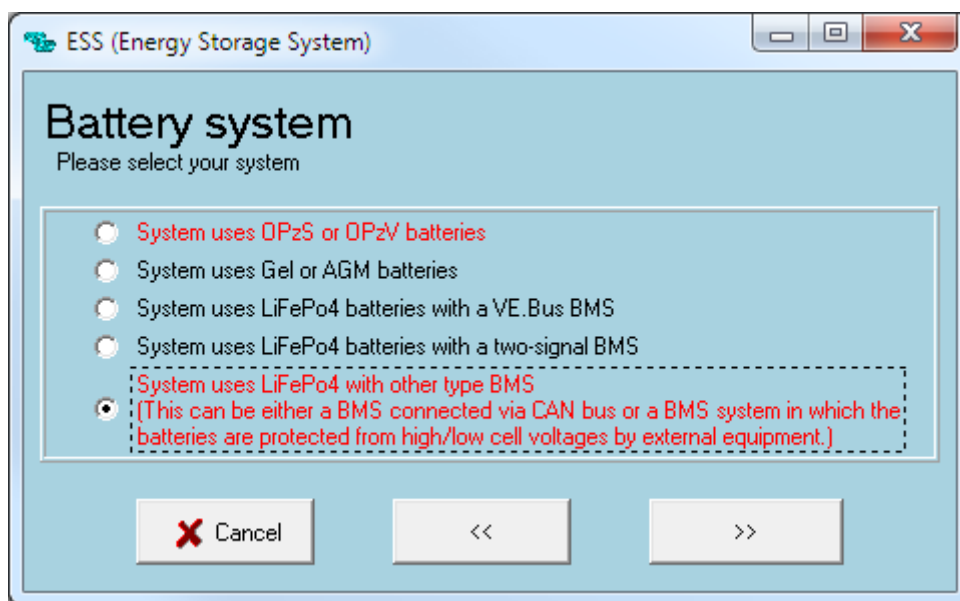 ESS (Energy Storage System)
Battery system
Please select your system
System uses OPzS or OPzV batteries
System uses Gel or AGM batteries
System uses LiFePo4 batteries with a VE.Bus BMS
System uses LiFePo4 batteries with a two-signal BMS
System uses LiFePo4 with other type BMS
(This can be either a BMS connected via CAN bus or a BMS system in which the
batteries are protected from high/low cell voltages by external equipment.)
Cancel
<<
>>